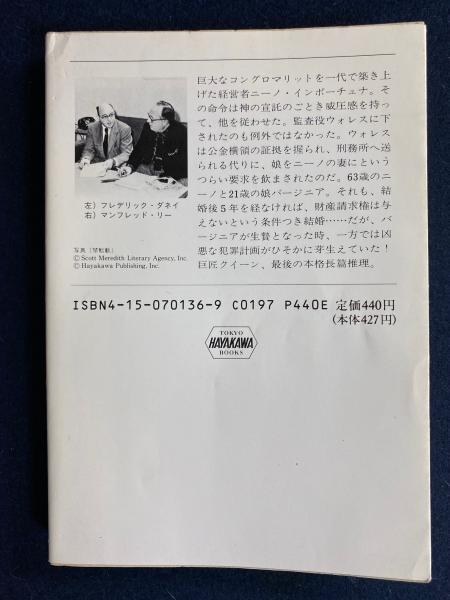 巨大なコングロマリットを一代で築き上
げた経営者ニーノ・インポーチュナ。そ
の命令は神の宣託のごとき威圧感を持っ
て、他を従わせた。監査役ウォレスに下
されたのも例外ではなかった。ウォレス
は公金横領の証拠を握られ、刑務所へ送
られる代りに、娘をニーノの妻にという
つらい要求を飲まされたのだ。63歳のニ
ーノと21歳の娘バージニア。それも、結
婚後5年を経なければ、財産請求権は与
えないという条件つき結婚……だが、バ
ージニアが生贄となった時、一方では凶
悪な犯罪計画がひそかに芽生えていた!
巨匠クイーン、最後の本格長篇推理。
左)フレデリック・ダネイ
右)マンフレッド・リー
写真「禁転載」
© Scott Meredith Literary Agency, Inc.
© Hayakawa Publishing, Inc.
ISBN4-15-070136-9 C0197 P440E 定価440円
(本体427円)
TOKYO
HAYAKAWA
BOOKS